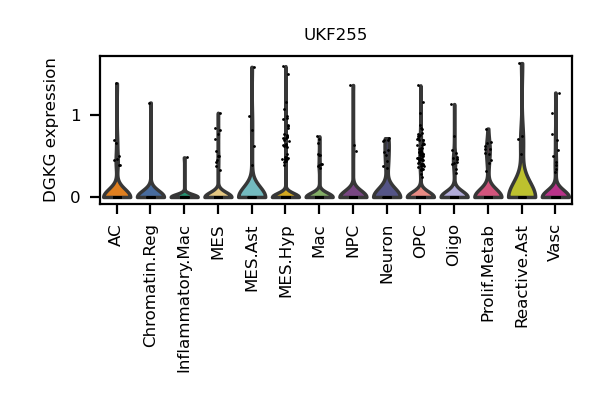 UKF255
DGKG expression
1
0
AC
Chromatin.Reg
Inflammatory.Mac
MES
MES.Ast
MES.Hyp
Mac
NPC
Neuron
OPC
Oligo
Prolif.Metab
Reactive.Ast
Vasc